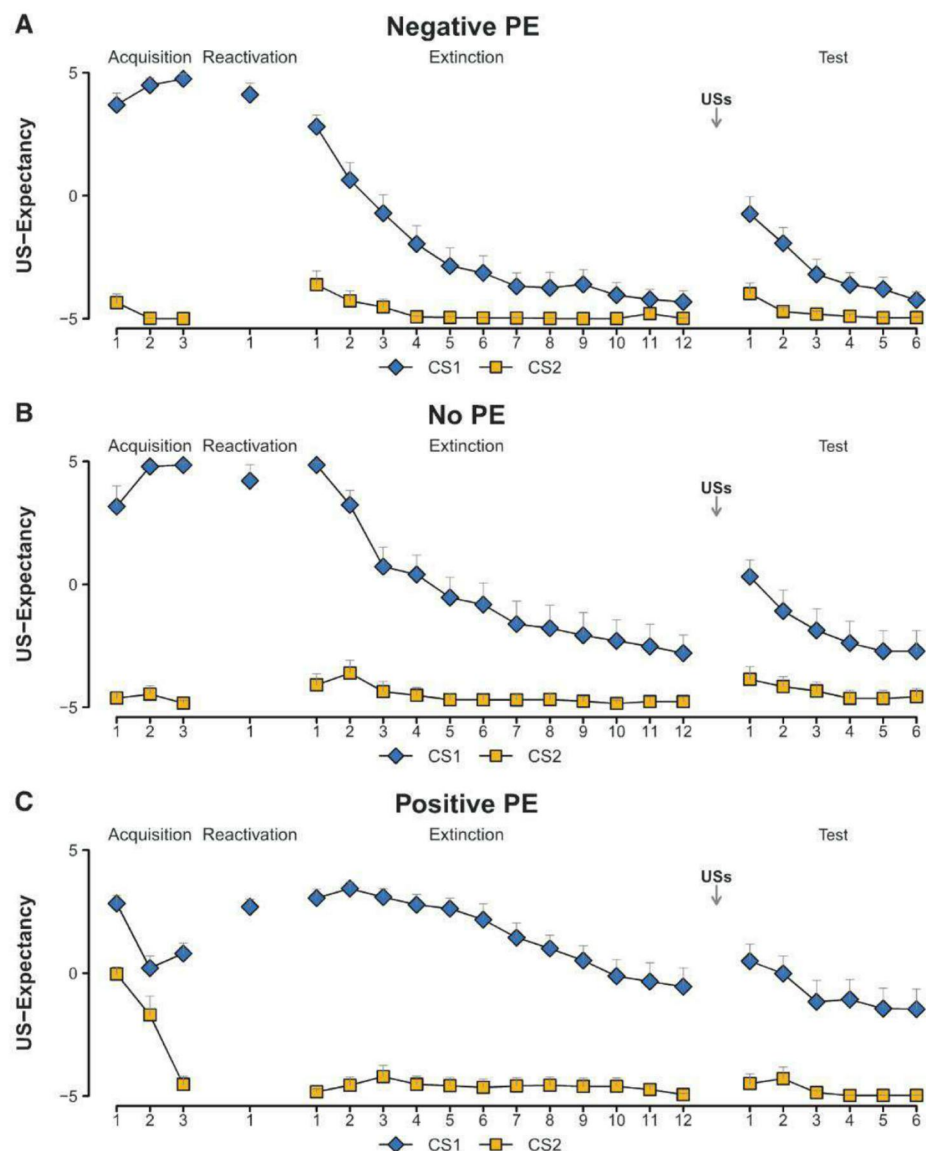 A
Negative PE
Acquisition Reactivation Extinction Test
US−Expectancy
5
0
−5
USs
1 2 3 1 1 2 3 4 5 6 7 8 9 10 11 12 1 2 3 4 5 6
CS1 CS2
B
No PE
Acquisition Reactivation Extinction Test
US−Expectancy
5
0
−5
USs
1 2 3 1 1 2 3 4 5 6 7 8 9 10 11 12 1 2 3 4 5 6
CS1 CS2
C
Positive PE
Acquisition Reactivation Extinction Test
US−Expectancy
5
0
−5
USs
1 2 3 1 1 2 3 4 5 6 7 8 9 10 11 12 1 2 3 4 5 6
CS1 CS2